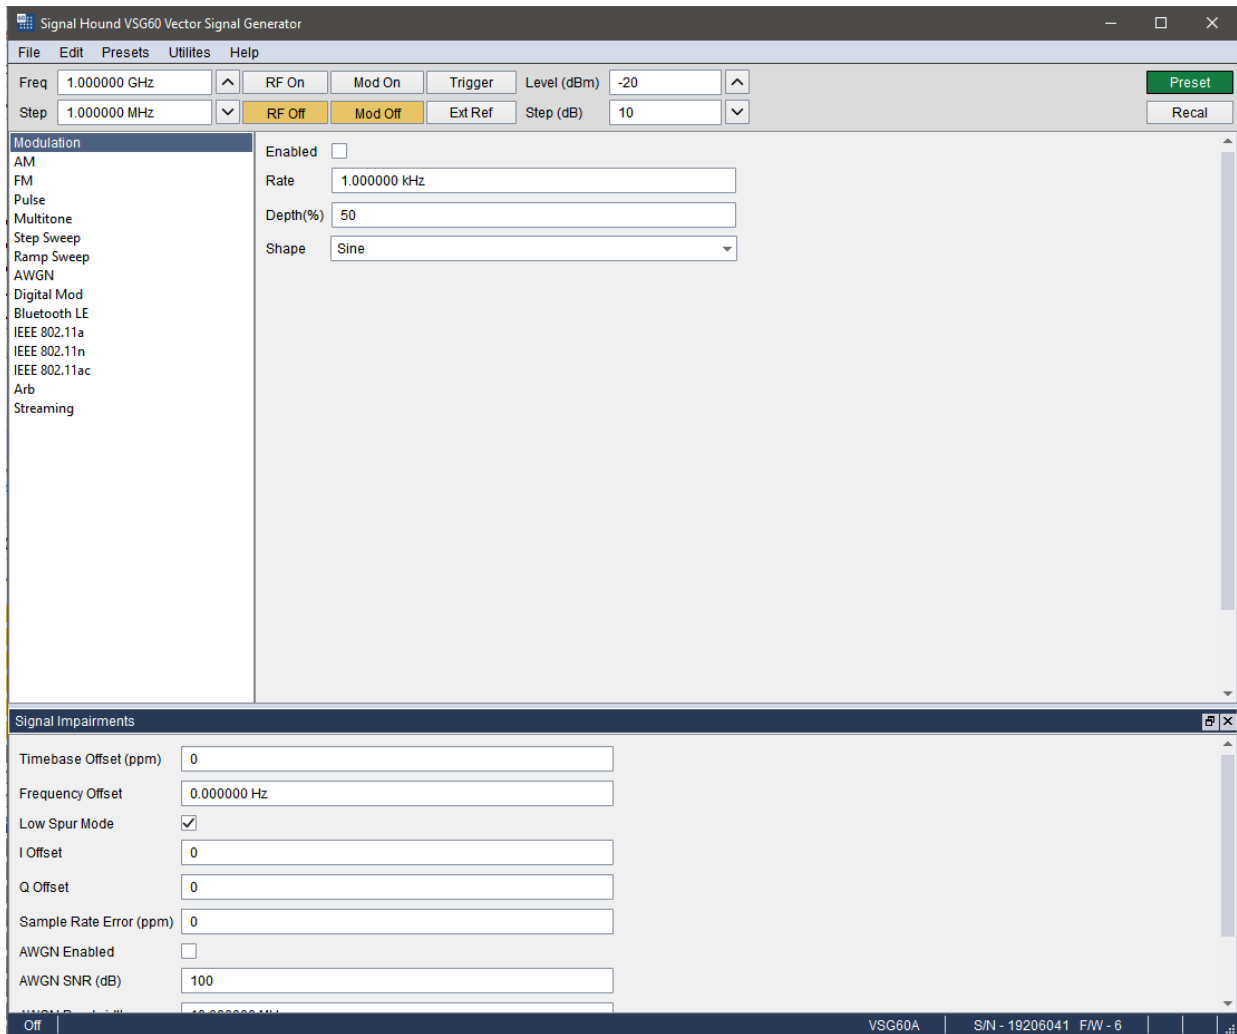 Signal Hound VSG60 Vector Signal Generator
File Edit Presets Utilites Help
Freq 1.000000 GHz RF On Mod On Trigger Level (dBm) -20 Preset
Step 1.000000 MHz RF Off Mod Off Ext Ref Step (dB) 10 Recal
Modulation
AM
FM
Pulse
Multitone
Step Sweep
Ramp Sweep
AWGN
Digital Mod
Bluetooth LE
IEEE 802.11a
IEEE 802.11n
IEEE 802.11ac
Arb
Streaming
Enabled
Rate 1.000000 kHz
Depth(%) 50
Shape Sine
Signal Impairments
Timebase Offset (ppm) 0
Frequency Offset 0.000000 Hz
Low Spur Mode
I Offset 0
Q Offset 0
Sample Rate Error (ppm) 0
AWGN Enabled
AWGN SNR (dB) 100
Off VSG60A S/N - 19206041 F/W - 6